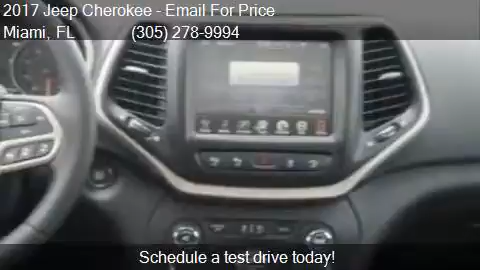 2017 Jeep Cherokee - Email For Price
Miami, FL (305) 278-9994
Schedule a test drive today!